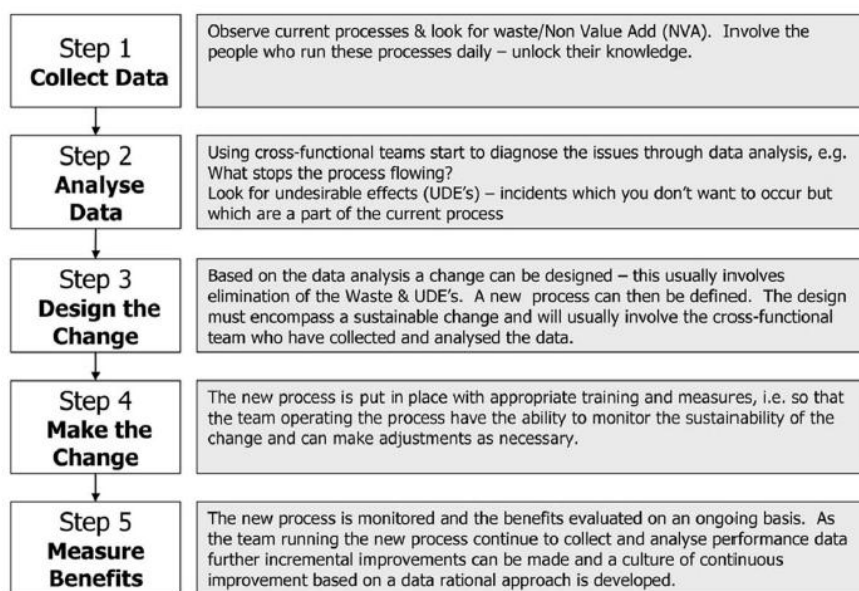 Step 1
Collect Data
Observe current processes & look for waste/Non Value Add (NVA).  Involve the
people who run these processes daily – unlock their knowledge.
Step 2
Analyse
Data
Using cross-functional teams start to diagnose the issues through data analysis, e.g.
What stops the process flowing?
Look for undesirable effects (UDE's) – incidents which you don't want to occur but
which are a part of the current process
Step 3
Design the
Change
Based on the data analysis a change can be designed – this usually involves
elimination of the Waste & UDE's.  A new  process can then be defined.  The design
must encompass a sustainable change and will usually involve the cross-functional
team who have collected and analysed the data.
Step 4
Make the
Change
The new process is put in place with appropriate training and measures, i.e. so that
the team operating the process have the ability to monitor the sustainability of the
change and can make adjustments as necessary.
Step 5
Measure
Benefits
The new process is monitored and the benefits evaluated on an ongoing basis.  As
the team running the new process continue to collect and analyse performance data
further incremental improvements can be made and a culture of continuous
improvement based on a data rational approach is developed.